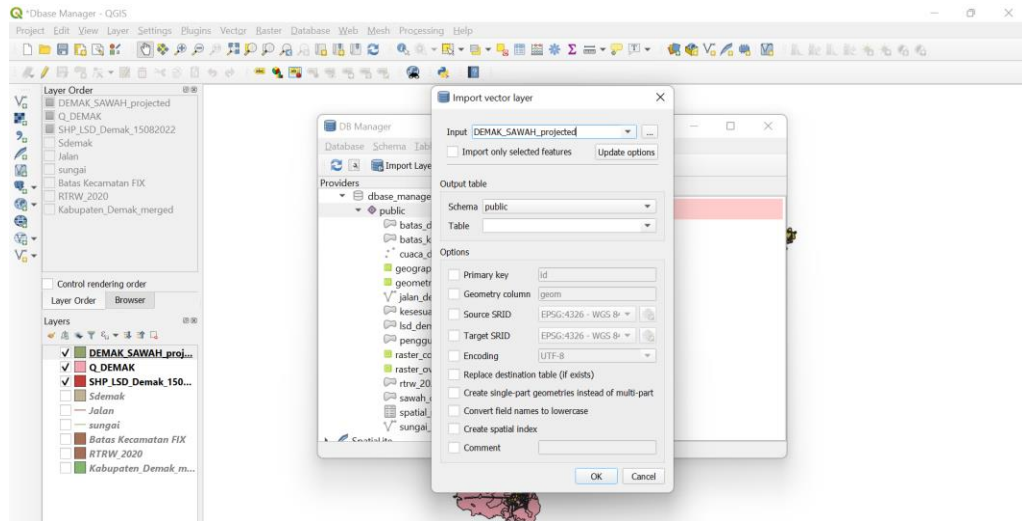 *Dbase Manager - QGIS
Project Edit View Layer Settings Plugins Vector Raster Database Web Mesh Processing Help
Layer Order
DEMAK_SAWAH_projected
Q_DEMAK
SHP_LSD_Demak_15082022
Sdemak
Jalan
sungai
Batas Kecamatan FIX
RTRW_2020
Kabupaten_Demak_merged
Control rendering order
Layer Order Browser
Layers
DEMAK_SAWAH_proj...
Q_DEMAK
SHP_LSD_Demak_150...
Sdemak
Jalan
sungai
Batas Kecamatan FIX
RTRW_2020
Kabupaten_Demak_m...
DB Manager
Database Schema Tabl
Import Laye
Providers
dbase_manage
public
batas_d
batas_k
cuaca_d
geograp
geometr
jalan_de
kesesua
lsd_dem
penggu
raster_co
raster_ov
rtrw_20
sawah_
spatial_
sungai_
SpatiaLite
Import vector layer
Input DEMAK_SAWAH_projected ...
Import only selected features Update options
Output table
Schema public
Table
Options
Primary key id
Geometry column geom
Source SRID EPSG:4326 - WGS 84
Target SRID EPSG:4326 - WGS 84
Encoding UTF-8
Replace destination table (if exists)
Create single-part geometries instead of multi-part
Convert field names to lowercase
Create spatial index
Comment
OK Cancel